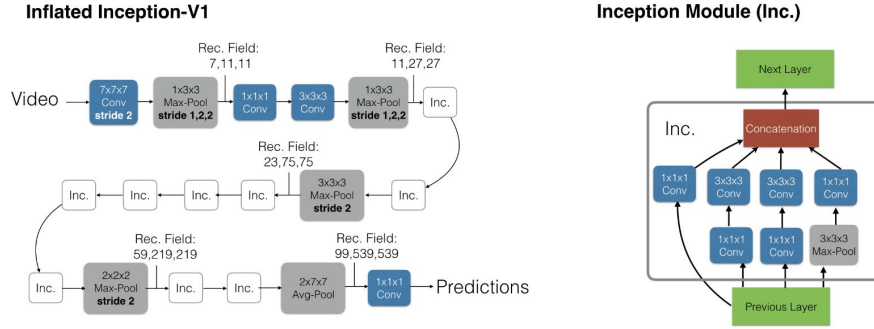 Inflated Inception-V1
Rec. Field:
7,11,11
Rec. Field:
11,27,27
Video
7x7x7
Conv
stride 2
1x3x3
Max-Pool
stride 1,2,2
1x1x1
Conv
3x3x3
Conv
1x3x3
Max-Pool
stride 1,2,2
Inc.
Rec. Field:
23,75,75
Inc.
Inc.
Inc.
Inc.
3x3x3
Max-Pool
stride 2
Inc.
Rec. Field:
59,219,219
Rec. Field:
99,539,539
Inc.
2x2x2
Max-Pool
stride 2
Inc.
Inc.
2x7x7
Avg-Pool
1x1x1
Conv
Predictions
Inception Module (Inc.)
Next Layer
Inc.
Concatenation
1x1x1
Conv
3x3x3
Conv
3x3x3
Conv
1x1x1
Conv
1x1x1
Conv
1x1x1
Conv
3x3x3
Max-Pool
Previous Layer